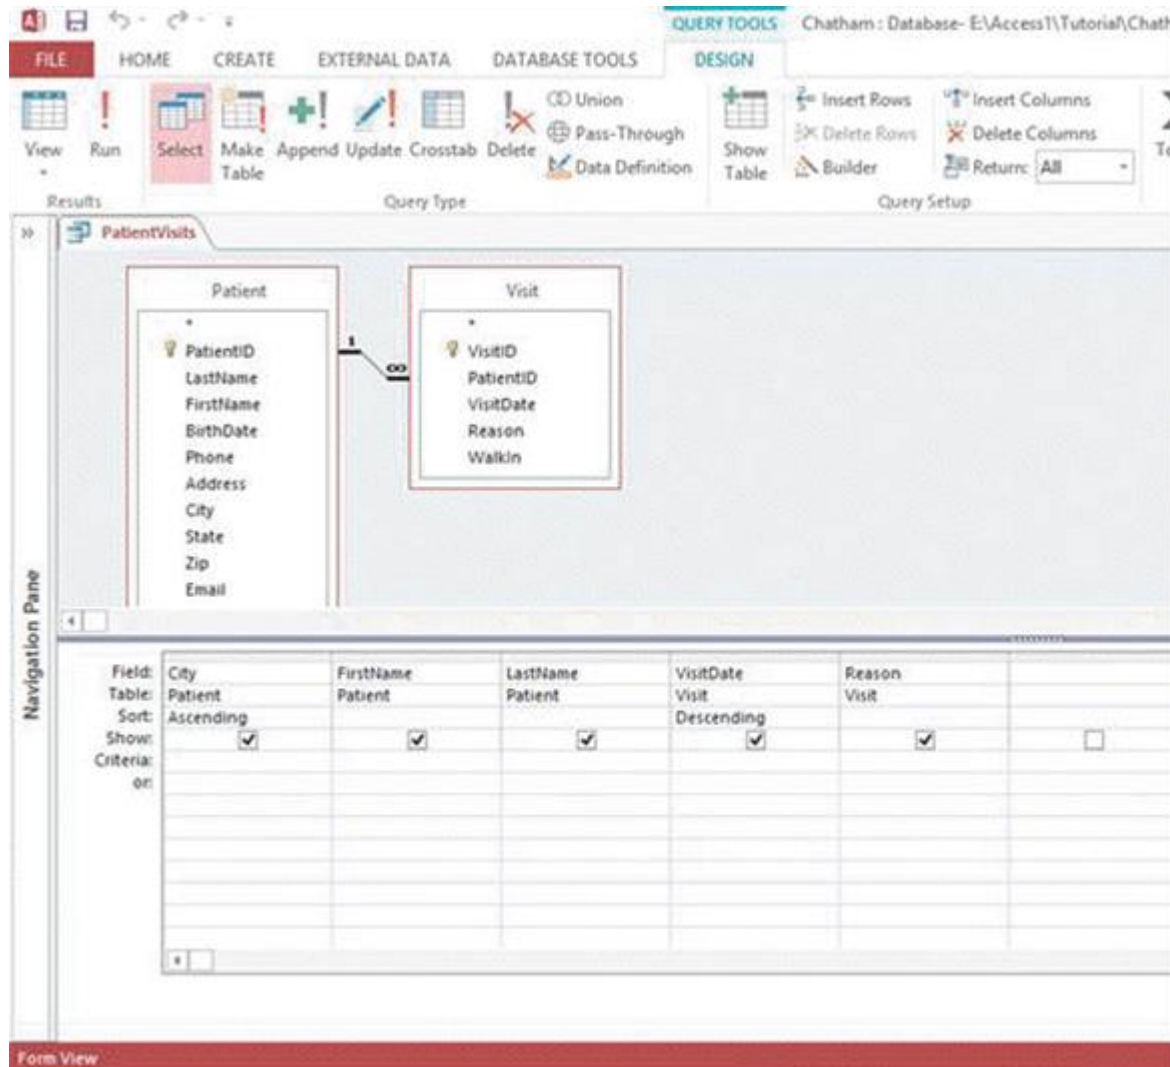 QUERY TOOLS Chatham : Database- E:\Access1\Tutorial\Chath
FILE HOME CREATE EXTERNAL DATA DATABASE TOOLS DESIGN
View
Run
Select
Make Table
Append
Update
Crosstab
Delete
Union
Pass-Through
Data Definition
Show Table
Insert Rows
Delete Rows
Builder
Insert Columns
Delete Columns
Return: All
To
Results Query Type Query Setup
»
PatientVisits
Patient
*
PatientID
LastName
FirstName
BirthDate
Phone
Address
City
State
Zip
Email
1
∞
Visit
*
VisitID
PatientID
VisitDate
Reason
WalkIn
Navigation Pane
Field: City FirstName LastName VisitDate Reason
Table: Patient Patient Patient Visit Visit
Sort: Ascending Descending
Show:
Criteria:
or:
Form View